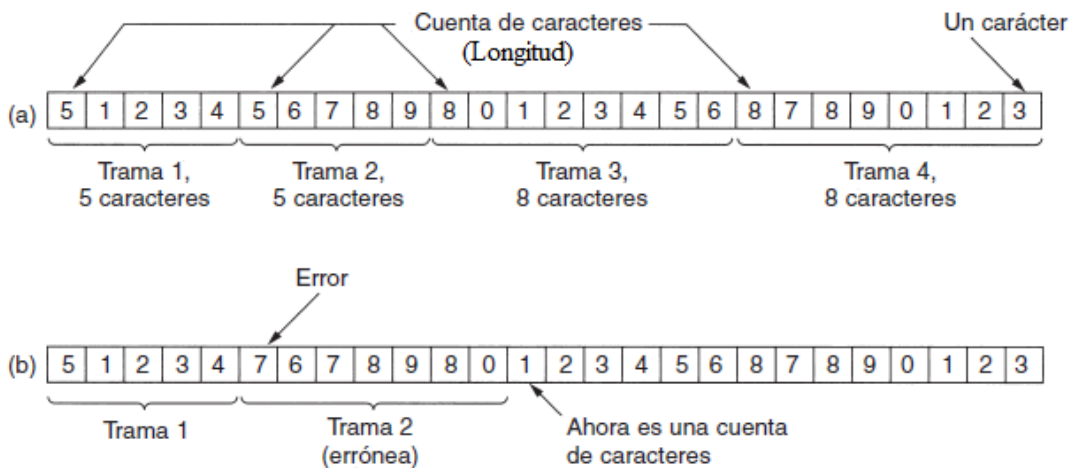 Cuenta de caracteres
Un carácter
(Longitud)
(a) 5 1 2 3 4 5 6 7 8 9 8 0 1 2 3 4 5 6 8 7 8 9 0 1 2 3
Trama 1, Trama 2, Trama 3, Trama 4,
5 caracteres 5 caracteres 8 caracteres 8 caracteres
Error
(b) 5 1 2 3 4 7 6 7 8 9 8 0 1 2 3 4 5 6 8 7 8 9 0 1 2 3
Trama 1
Trama 2
(errónea)
Ahora es una cuenta
de caracteres